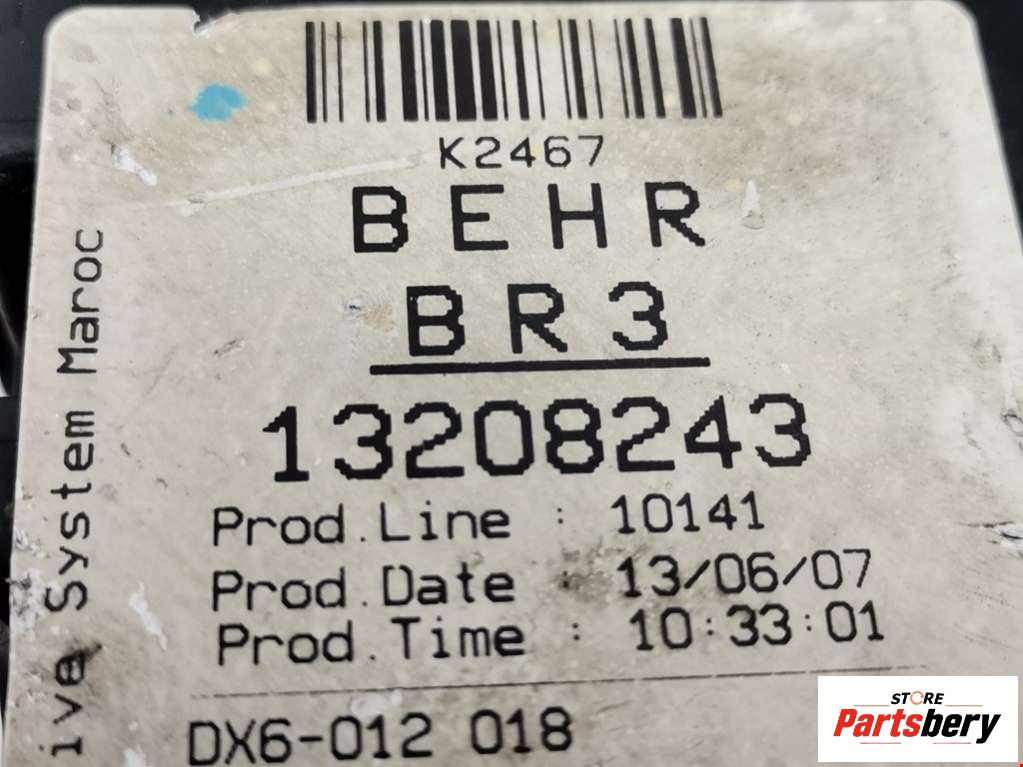 K2467
BEHR
BR3
13208243
Prod.Line : 10141
Prod.Date : 13/06/07
Prod.Time : 10:33:01
DX6-012 018
ive System Maroc
STORE
Partsbery